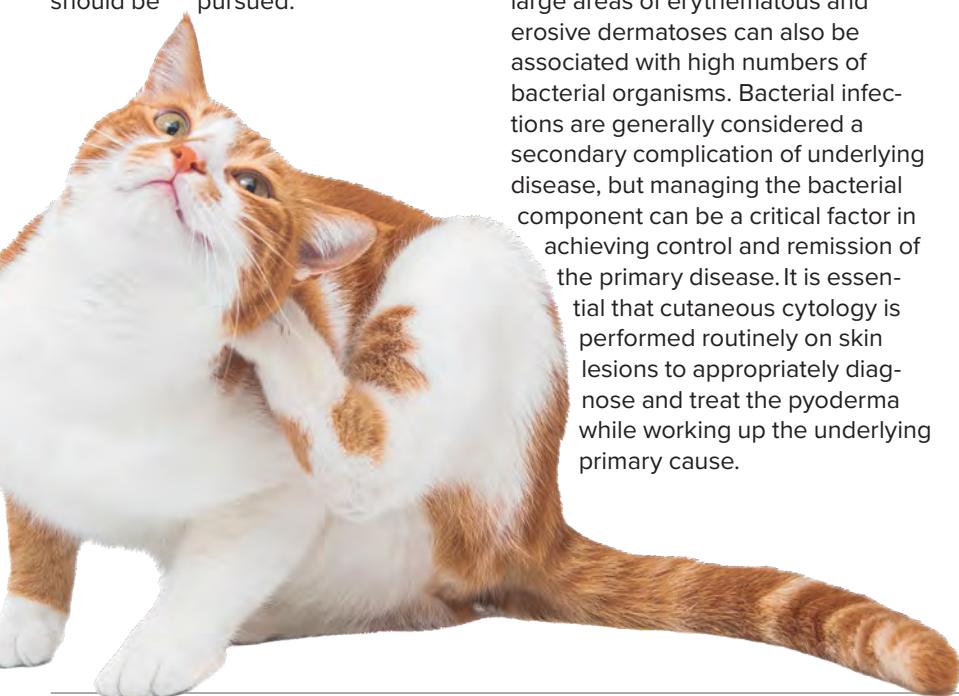 should be pursued.
large areas of erythematous and
erosive dermatoses can also be
associated with high numbers of
bacterial organisms. Bacterial infec-
tions are generally considered a
secondary complication of underlying
disease, but managing the bacterial
component can be a critical factor in
achieving control and remission of
the primary disease. It is essen-
tial that cutaneous cytology is
performed routinely on skin
lesions to appropriately diag-
nose and treat the pyoderma
while working up the underlying
primary cause.